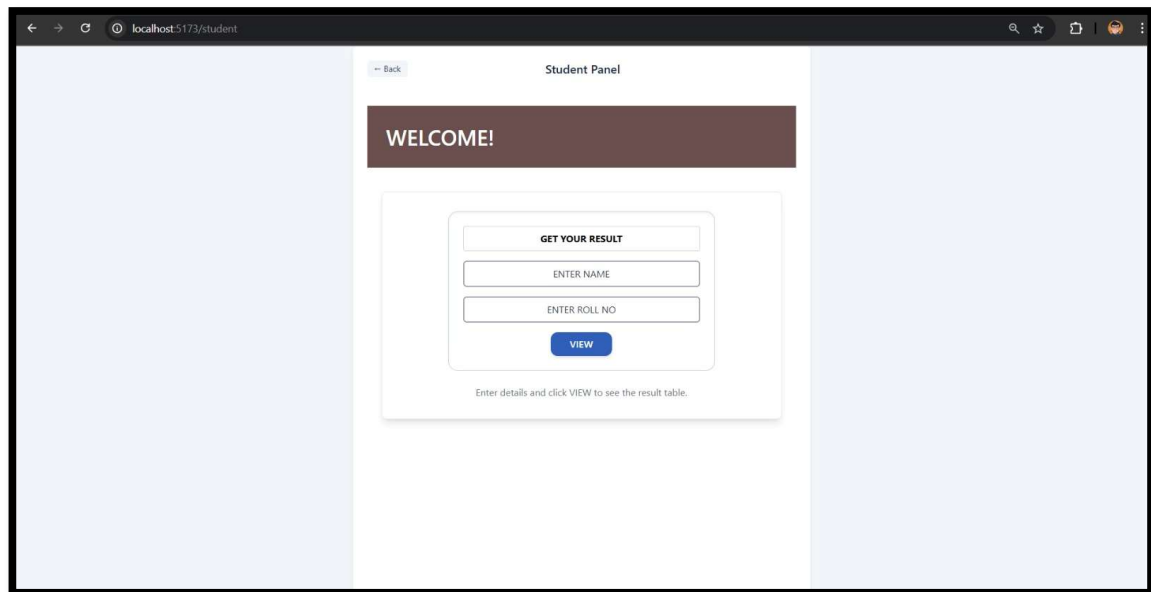 localhost:5173/student
← Back
Student Panel
WELCOME!
GET YOUR RESULT
ENTER NAME
ENTER ROLL NO
VIEW
Enter details and click VIEW to see the result table.